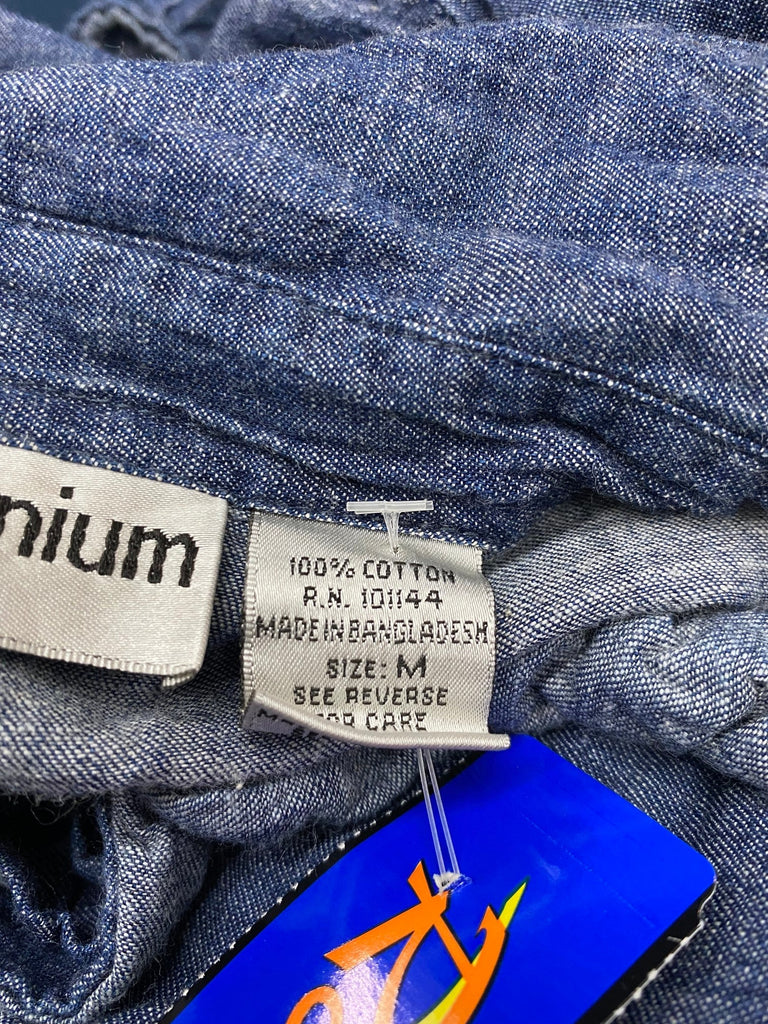 nium
100% COTTON
R.N. 101144
MADE IN BANGLADESH
SIZE: M
SEE REVERSE
FOR CARE